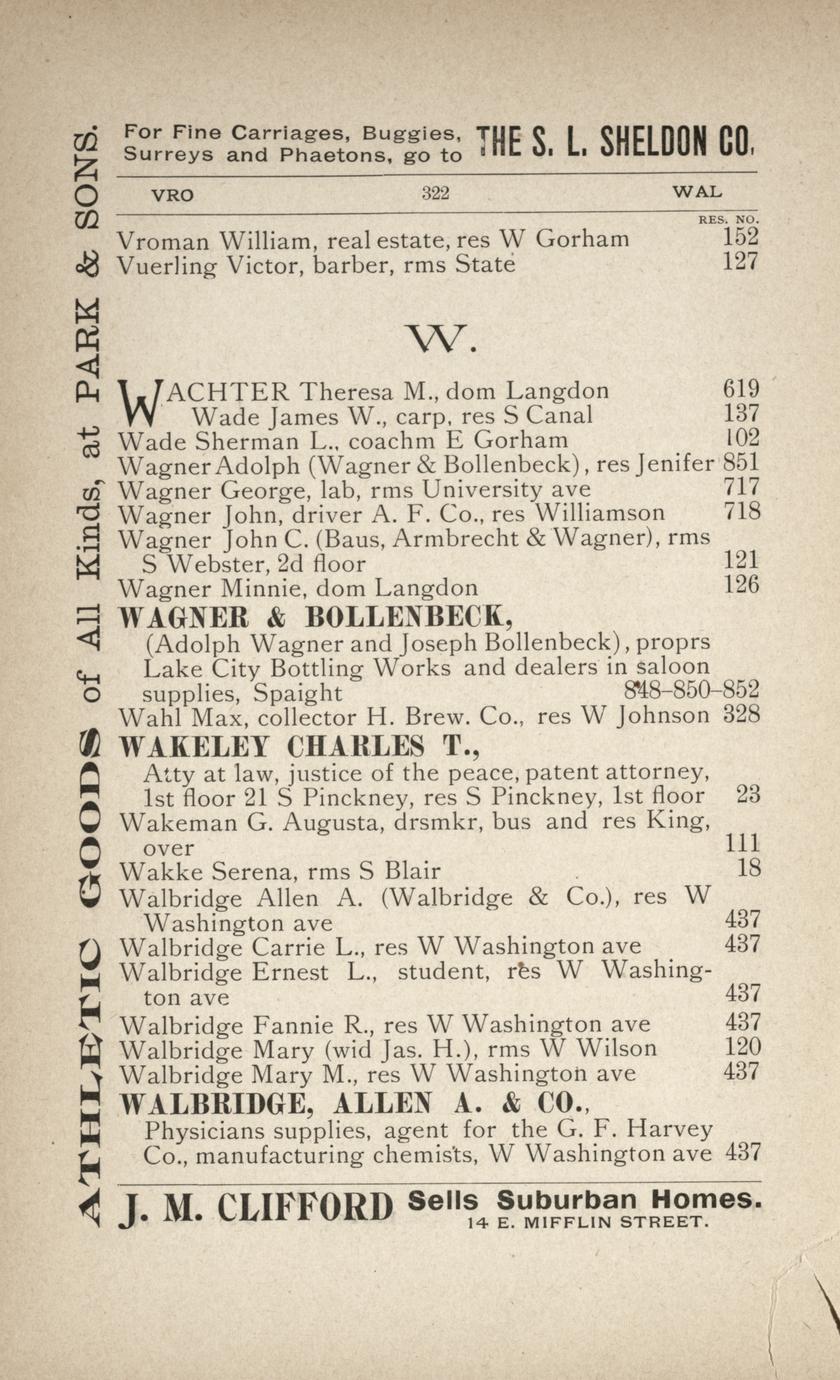 For Fine Carriages, Buggies, THE S. L. SHELDON CO.
Surreys and Phaetons, go to
VRO 322 WAL
RES. NO.
Vroman William, real estate, res W Gorham 152
Vuerling Victor, barber, rms State 127
W.
WACHTER Theresa M., dom Langdon 619
Wade James W., carp, res S Canal 137
Wade Sherman L., coachm E Gorham 102
Wagner Adolph (Wagner & Bollenbeck), res Jenifer 851
Wagner George, lab, rms University ave 717
Wagner John, driver A. F. Co., res Williamson 718
Wagner John C. (Baus, Armbrecht & Wagner), rms
S Webster, 2d floor 121
Wagner Minnie, dom Langdon 126
WAGNER & BOLLENBECK,
(Adolph Wagner and Joseph Bollenbeck), proprs
Lake City Bottling Works and dealers in saloon
supplies, Spaight 848–850–852
Wahl Max, collector H. Brew. Co., res W Johnson 328
WAKELEY CHARLES T.,
Atty at law, justice of the peace, patent attorney,
1st floor 21 S Pinckney, res S Pinckney, 1st floor 23
Wakeman G. Augusta, drsmkr, bus and res King,
over 111
Wakke Serena, rms S Blair 18
Walbridge Allen A. (Walbridge & Co.), res W
Washington ave 437
Walbridge Carrie L., res W Washington ave 437
Walbridge Ernest L., student, res W Washing-
ton ave 437
Walbridge Fannie R., res W Washington ave 437
Walbridge Mary (wid Jas. H.), rms W Wilson 120
Walbridge Mary M., res W Washington ave 437
WALBRIDGE, ALLEN A. & CO.,
Physicians supplies, agent for the G. F. Harvey
Co., manufacturing chemists, W Washington ave 437
J. M. CLIFFORD Sells Suburban Homes.
14 E. MIFFLIN STREET.
ATHLETIC GOODS of All Kinds, at PARK & SONS.